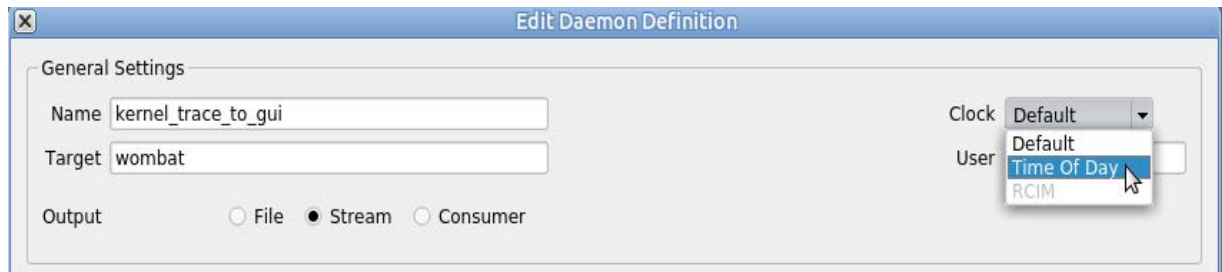 Edit Daemon Definition
General Settings
Name kernel_trace_to_gui
Clock Default
Default
Target wombat
User
Time Of Day
RCIM
Output File Stream Consumer